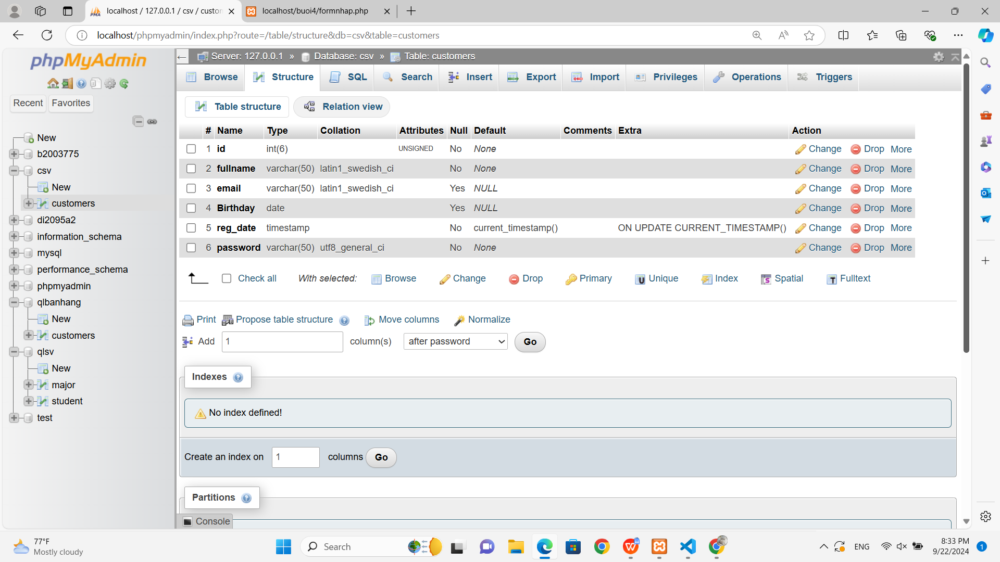 localhost / 127.0.0.1 / csv / custon
localhost/buoi4/formnhap.php
localhost/phpmyadmin/index.php?route=/table/structure&db=csv&table=customers
phpMyAdmin
Recent
Favorites
New
b2003775
csv
New
customers
di2095a2
information_schema
mysql
performance_schema
phpmyadmin
qlbanhang
New
customers
qlsv
New
major
student
test
Server: 127.0.0.1 » Database: csv » Table: customers
Browse Structure SQL Search Insert Export Import Privileges Operations Triggers
Table structure Relation view
# Name Type Collation Attributes Null Default Comments Extra Action
1 id int(6) UNSIGNED No None Change Drop More
2 fullname varchar(50) latin1_swedish_ci No None Change Drop More
3 email varchar(50) latin1_swedish_ci Yes NULL Change Drop More
4 Birthday date Yes NULL Change Drop More
5 reg_date timestamp No current_timestamp() ON UPDATE CURRENT_TIMESTAMP() Change Drop More
6 password varchar(50) utf8_general_ci No None Change Drop More
Check all With selected: Browse Change Drop Primary Unique Index Spatial Fulltext
Print Propose table structure Move columns Normalize
Add 1 column(s) after password Go
Indexes
No index defined!
Create an index on 1 columns Go
Partitions
Console
77°F
Mostly cloudy
Search
ENG
8:33 PM
9/22/2024
1